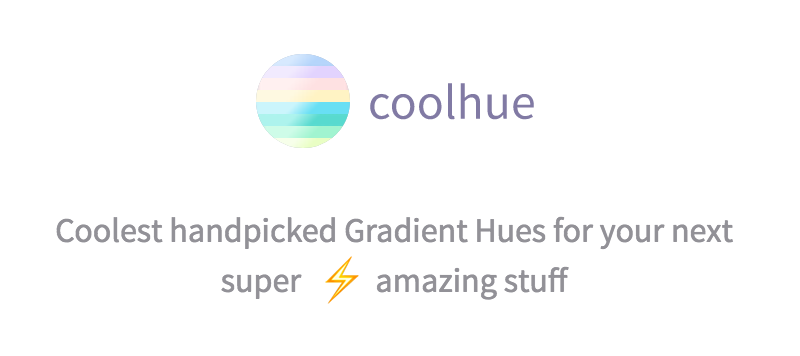 coolhue
Coolest handpicked Gradient Hues for your next
super ⚡ amazing stuff